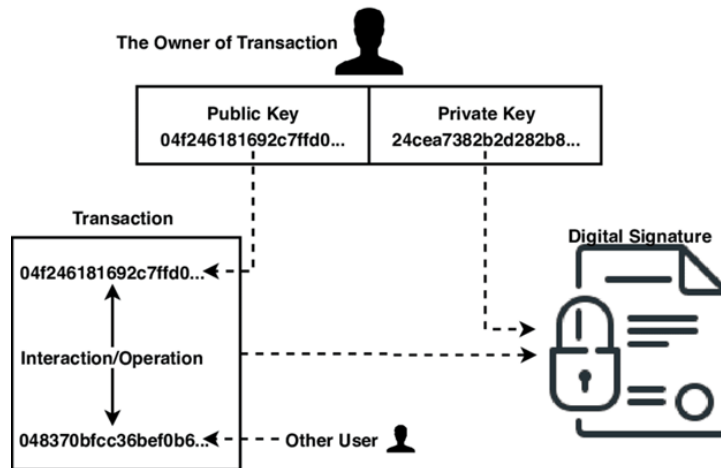 The Owner of Transaction
Public Key
04f246181692c7ffd0...
Private Key
24cea7382b2d282b8...
Transaction
04f246181692c7ffd0...
Interaction/Operation
048370bfcc36bef0b6...
Other User
Digital Signature